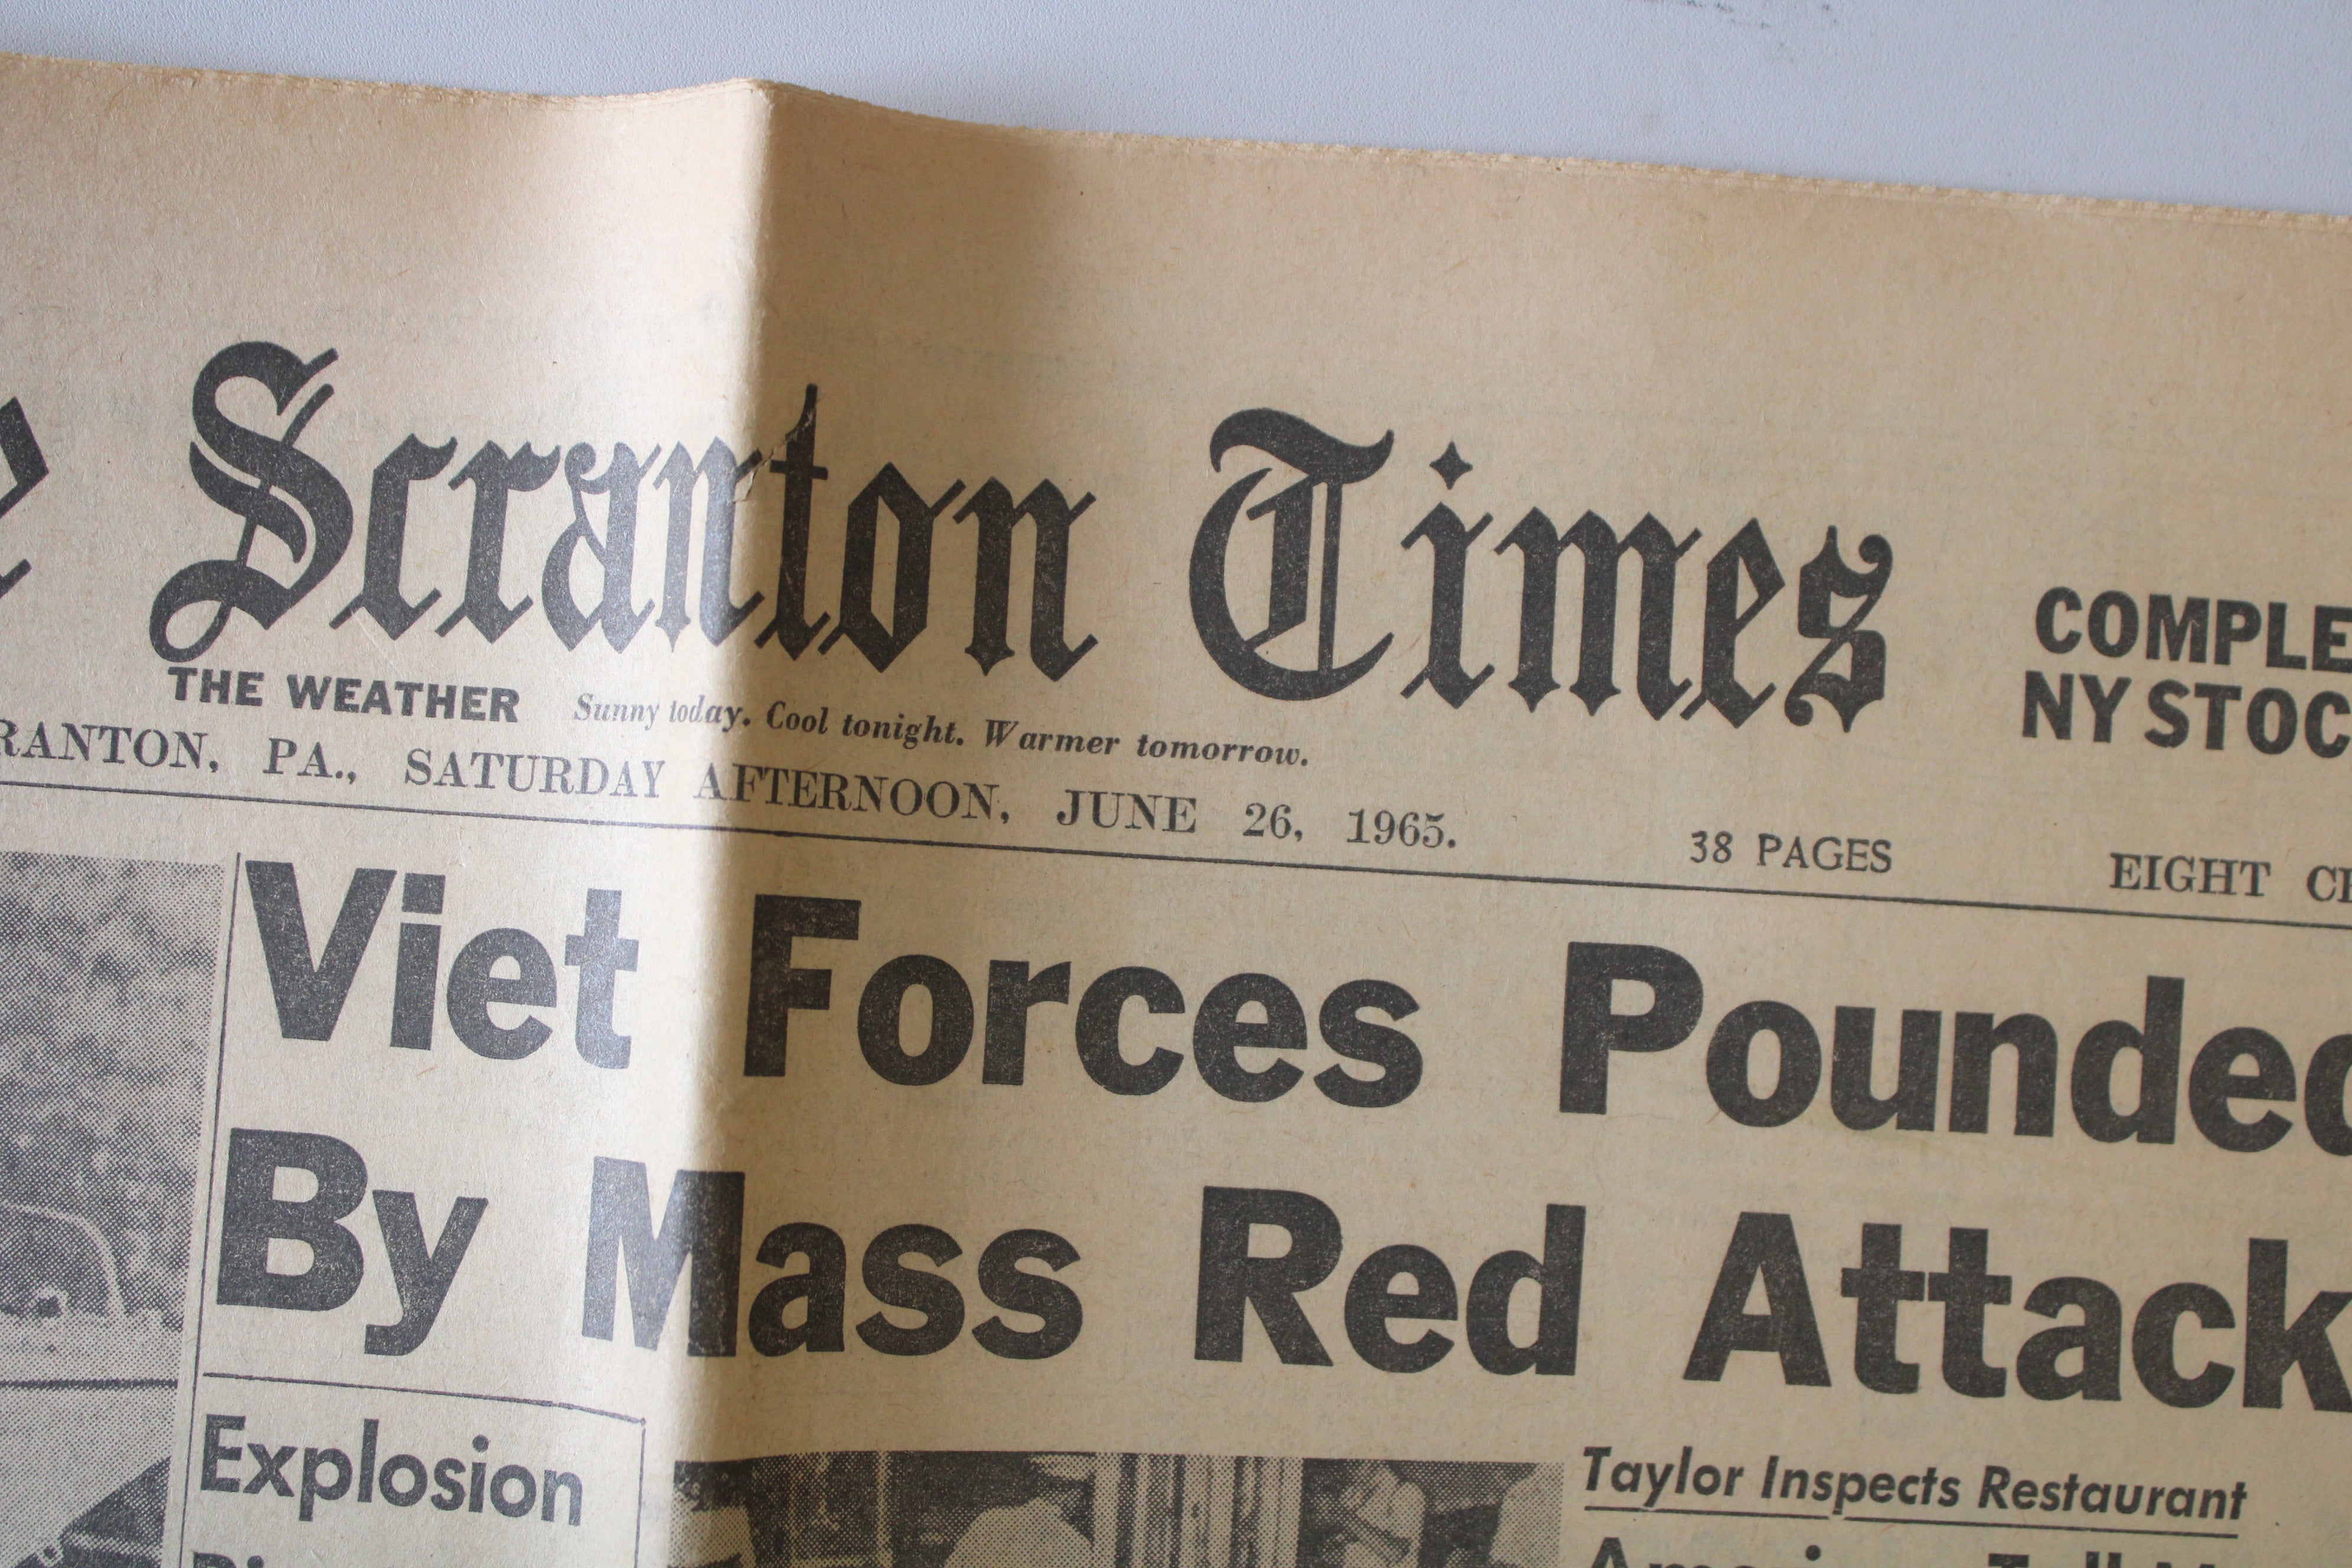 Scranton Times
COMPLE
NY STOC
THE WEATHER Sunny today. Cool tonight. Warmer tomorrow.
RANTON, PA., SATURDAY AFTERNOON, JUNE 26, 1965. 38 PAGES EIGHT
Viet Forces Pounded
By Mass Red Attack
Explosion
Taylor Inspects Restaurant